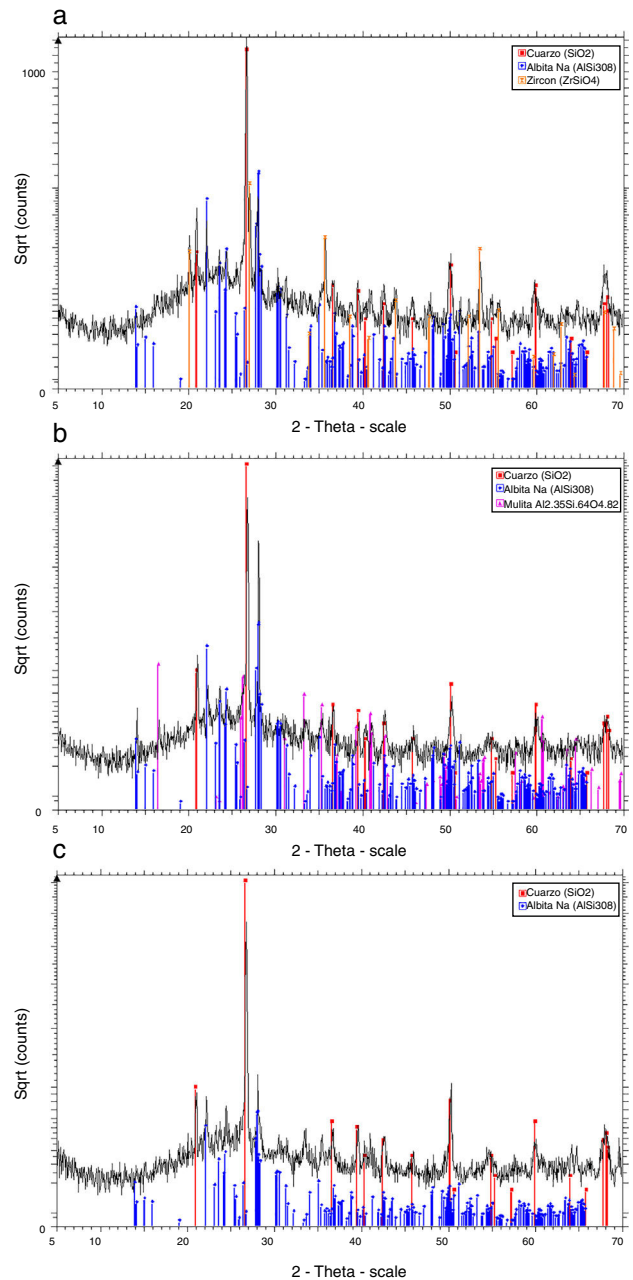 a
Cuarzo (SiO2)
Albita Na (AlSi308)
Zircon (ZrSiO4)
1000
Sqrt (counts)
0
5 10 20 30 40 50 60 70
2 - Theta - scale
b
Cuarzo (SiO2)
Albita Na (AlSi308)
Mulita Al2.35Si.64O4.82
Sqrt (counts)
0
5 10 20 30 40 50 60 70
2 - Theta - scale
c
Cuarzo (SiO2)
Albita Na (AlSi308)
Sqrt (counts)
0
5 10 20 30 40 50 60 70
2 - Theta - scale